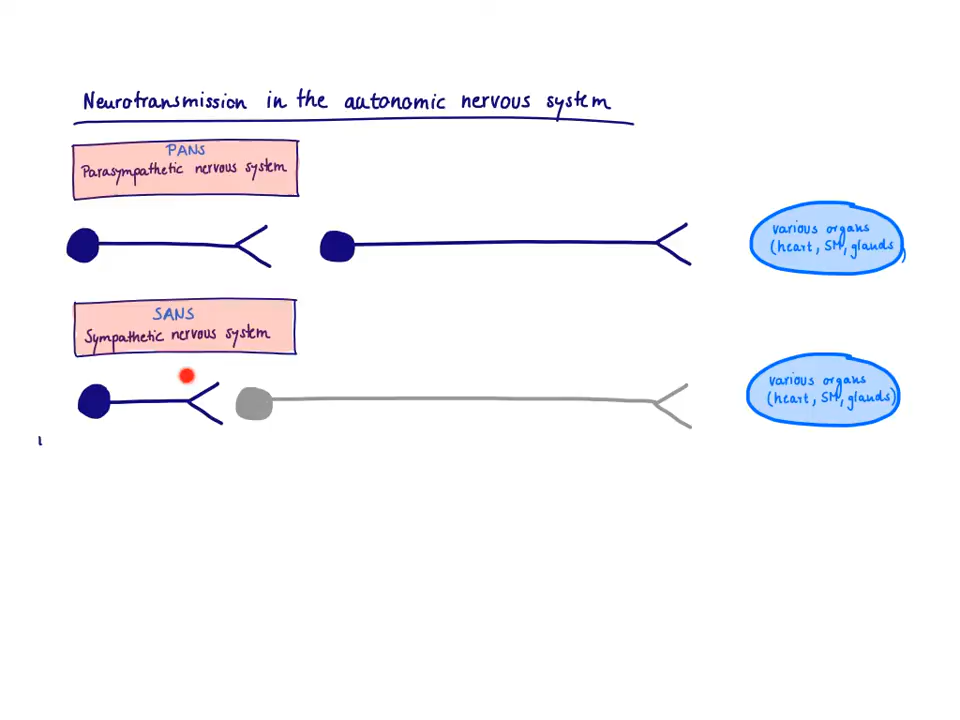 Neurotransmission in the autonomic nervous system
PANS
Parasympathetic nervous system
various organs
(heart, SM, glands)
SANS
Sympathetic nervous system
various organs
(heart, SM, glands)